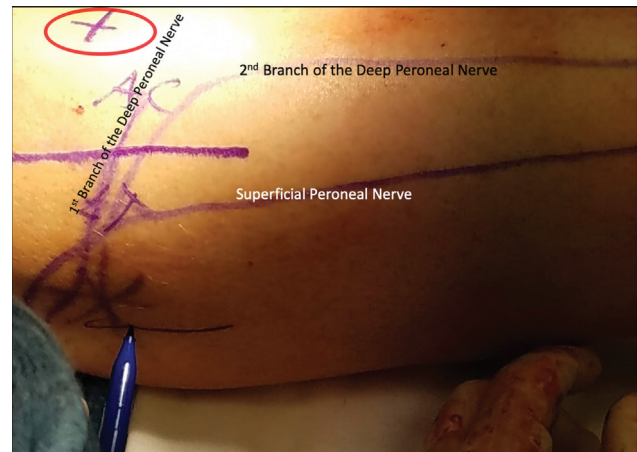 2nd Branch of the Deep Peroneal Nerve
1st Branch of the Deep Peroneal Nerve
Superficial Peroneal Nerve